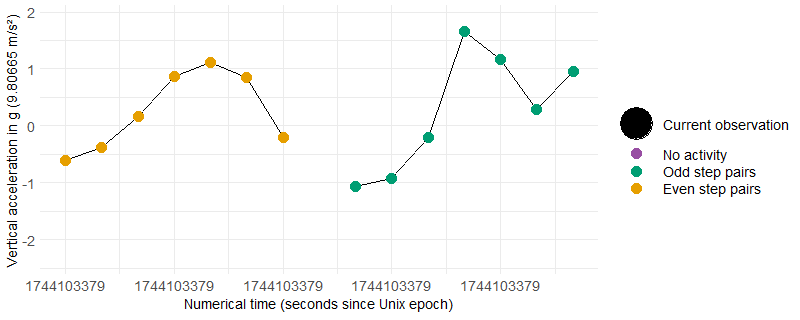 Vertical acceleration in g (9.80665 m/s²)
2
1
0
-1
-2
1744103379 1744103379 1744103379 1744103379 1744103379
Numerical time (seconds since Unix epoch)
Current observation
No activity
Odd step pairs
Even step pairs